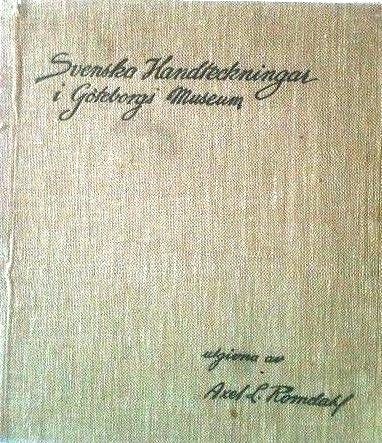 Svenska Handteckningar
i Göteborgs Museum
utgivna av
Axel L. Romdahl